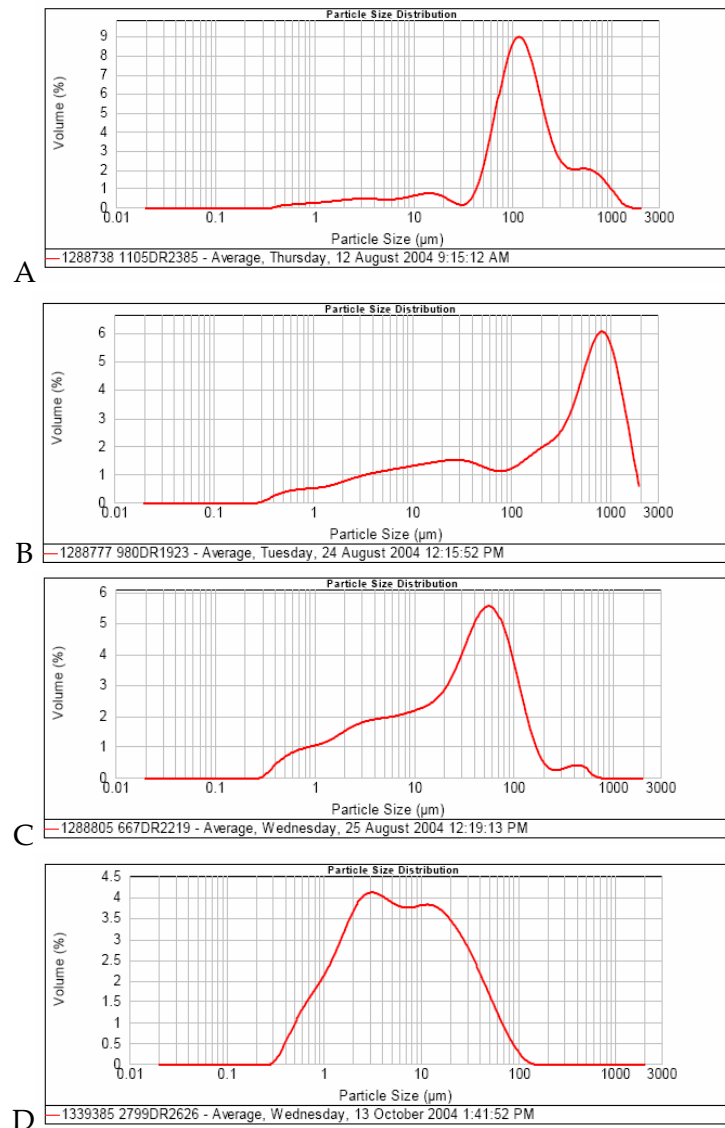 Particle Size Distribution
Volume (%)
9
8
7
6
5
4
3
2
1
0
0.01 0.1 1 10 100 1000 3000
Particle Size (µm)
1288738 1105DR2385 - Average, Thursday, 12 August 2004 9:15:12 AM
A
Particle Size Distribution
Volume (%)
6
5
4
3
2
1
0
0.01 0.1 1 10 100 1000 3000
Particle Size (µm)
1288777 980DR1923 - Average, Tuesday, 24 August 2004 12:15:52 PM
B
Particle Size Distribution
Volume (%)
6
5
4
3
2
1
0
0.01 0.1 1 10 100 1000 3000
Particle Size (µm)
1288805 667DR2219 - Average, Wednesday, 25 August 2004 12:19:13 PM
C
Particle Size Distribution
Volume (%)
4.5
4
3.5
3
2.5
2
1.5
1
0.5
0
0.01 0.1 1 10 100 1000 3000
Particle Size (µm)
1339385 2799DR2626 - Average, Wednesday, 13 October 2004 1:41:52 PM
D